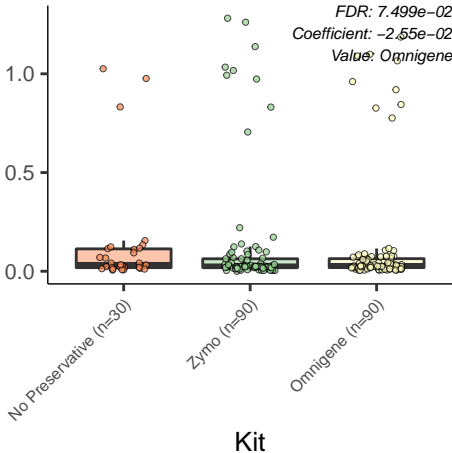 FDR: 7.499e−02
Coefficient: −2.55e−02
Value: Omnigene
1.0
0.5
0.0
No Preservative (n=30)
Zymo (n=90)
Omnigene (n=90)
Kit